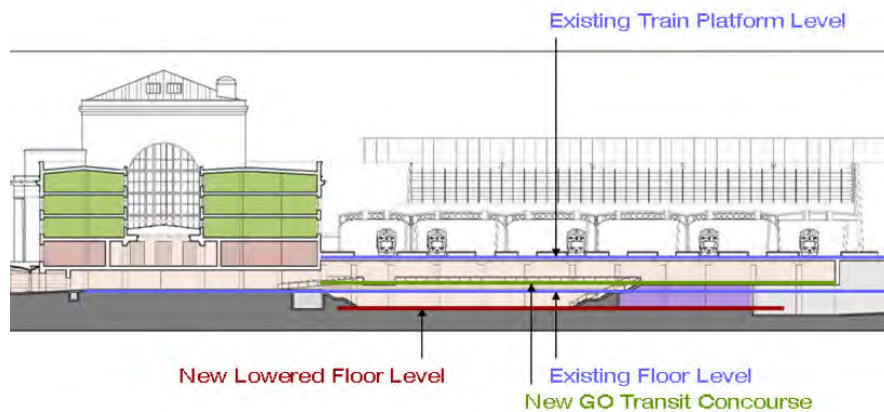 Existing Train Platform Level
New Lowered Floor Level
Existing Floor Level
New GO Transit Concourse